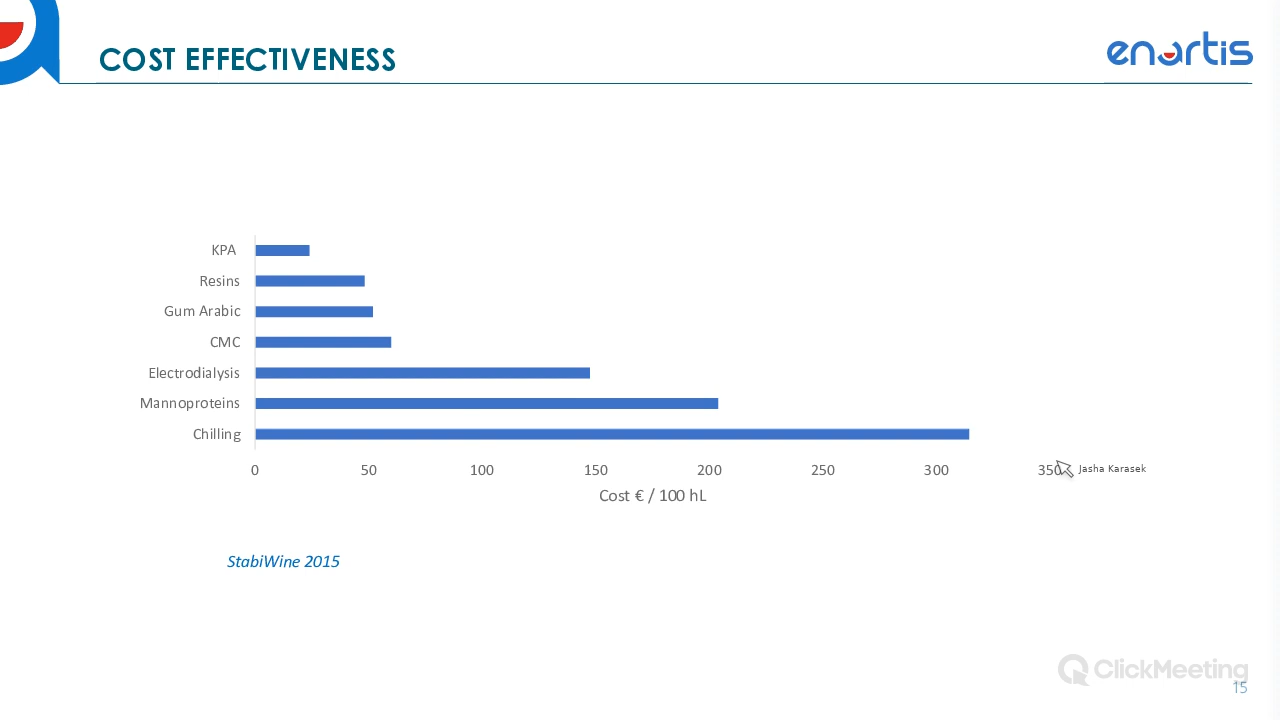 COST EFFECTIVENESS
enartis
KPA
Resins
Gum Arabic
CMC
Electrodialysis
Mannoproteins
Chilling
0 50 100 150 200 250 300 350
Jasha Karasek
Cost € / 100 hL
StabiWine 2015
ClickMeeting
15